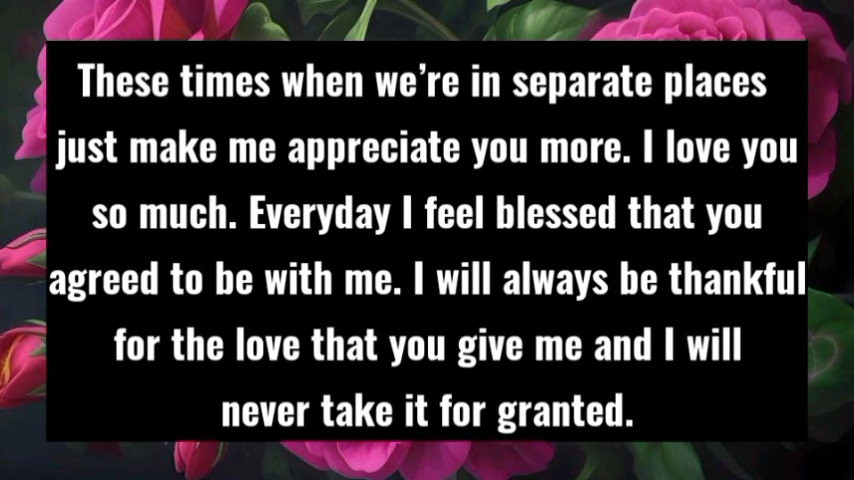 These times when we’re in separate places
just make me appreciate you more. I love you
so much. Everyday I feel blessed that you
agreed to be with me. I will always be thankful
for the love that you give me and I will
never take it for granted.